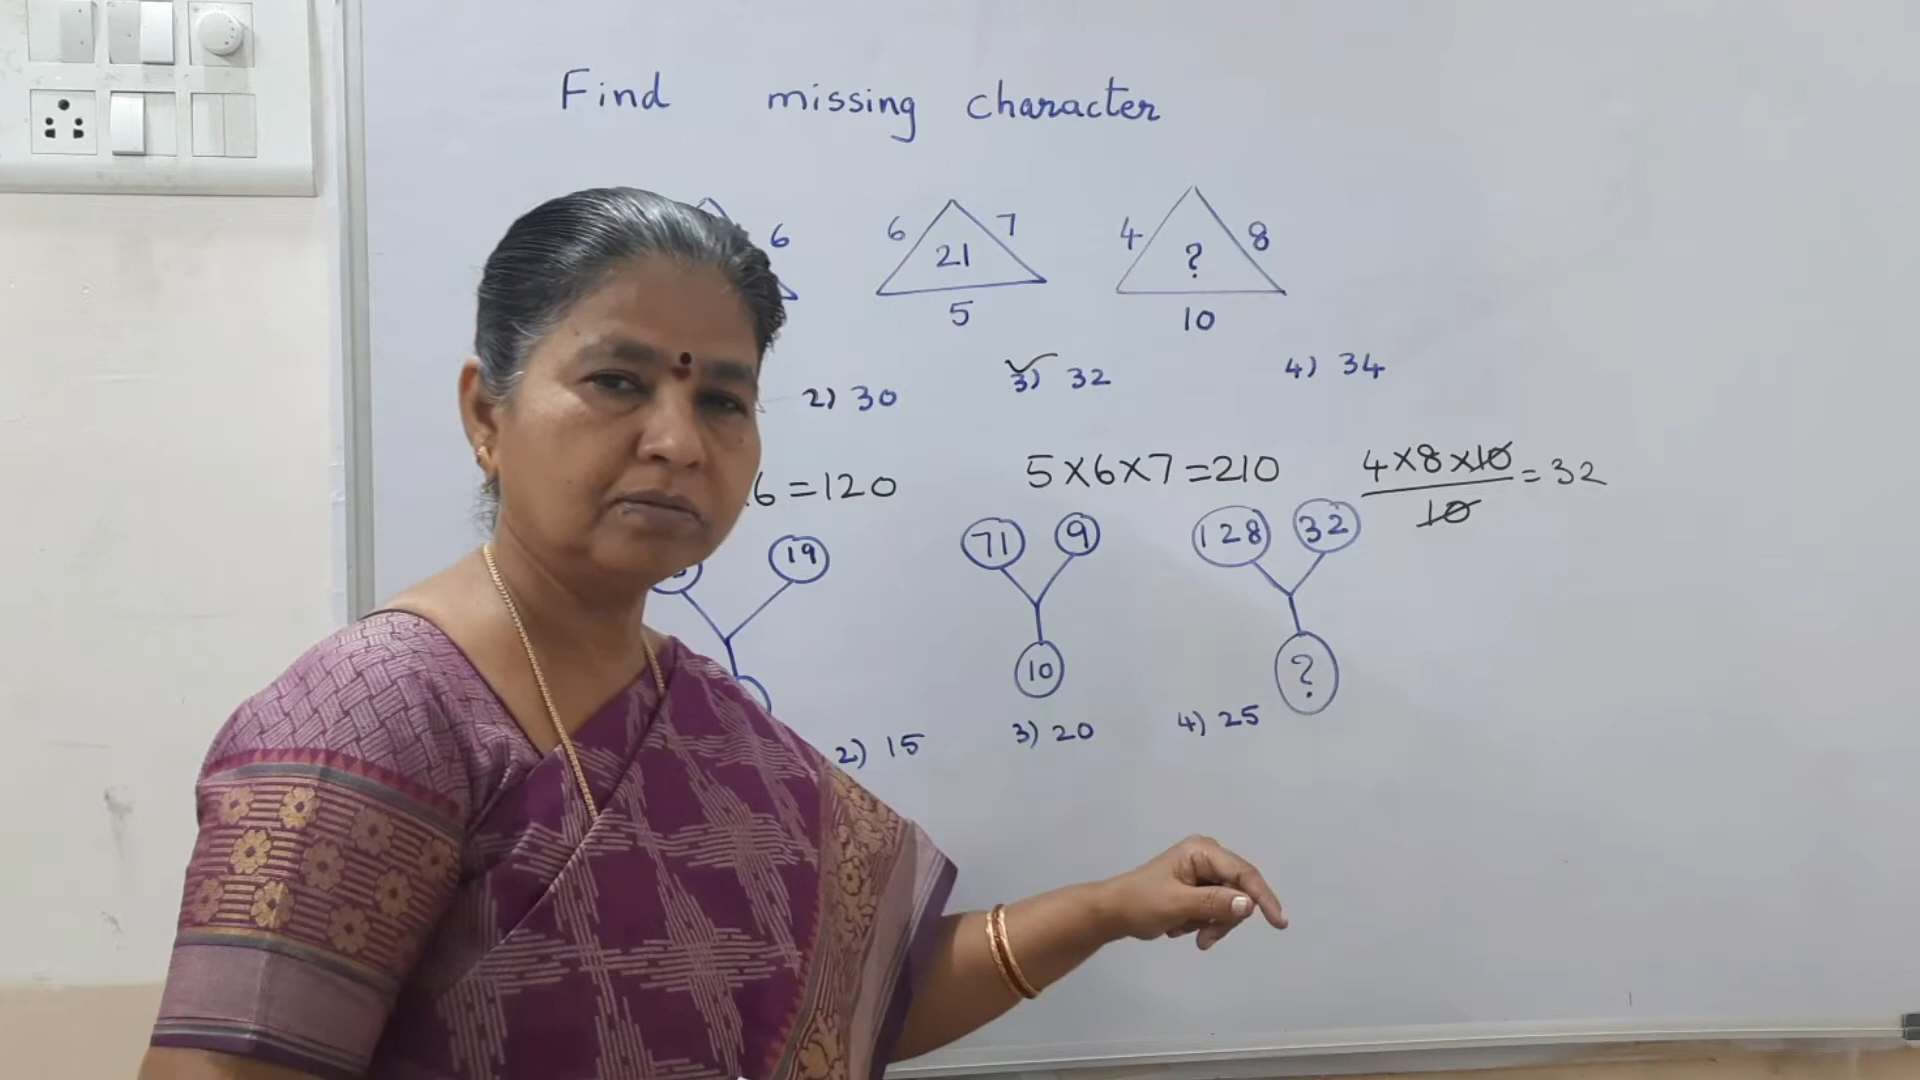 Find missing character
6 6 7 4 8
21 ?
5 10
2) 30 3) 32 4) 34
6 = 120 5×6×7=210 4×8×10 = 32
10
19 71 9 128 32
10 ?
2) 15 3) 20 4) 25